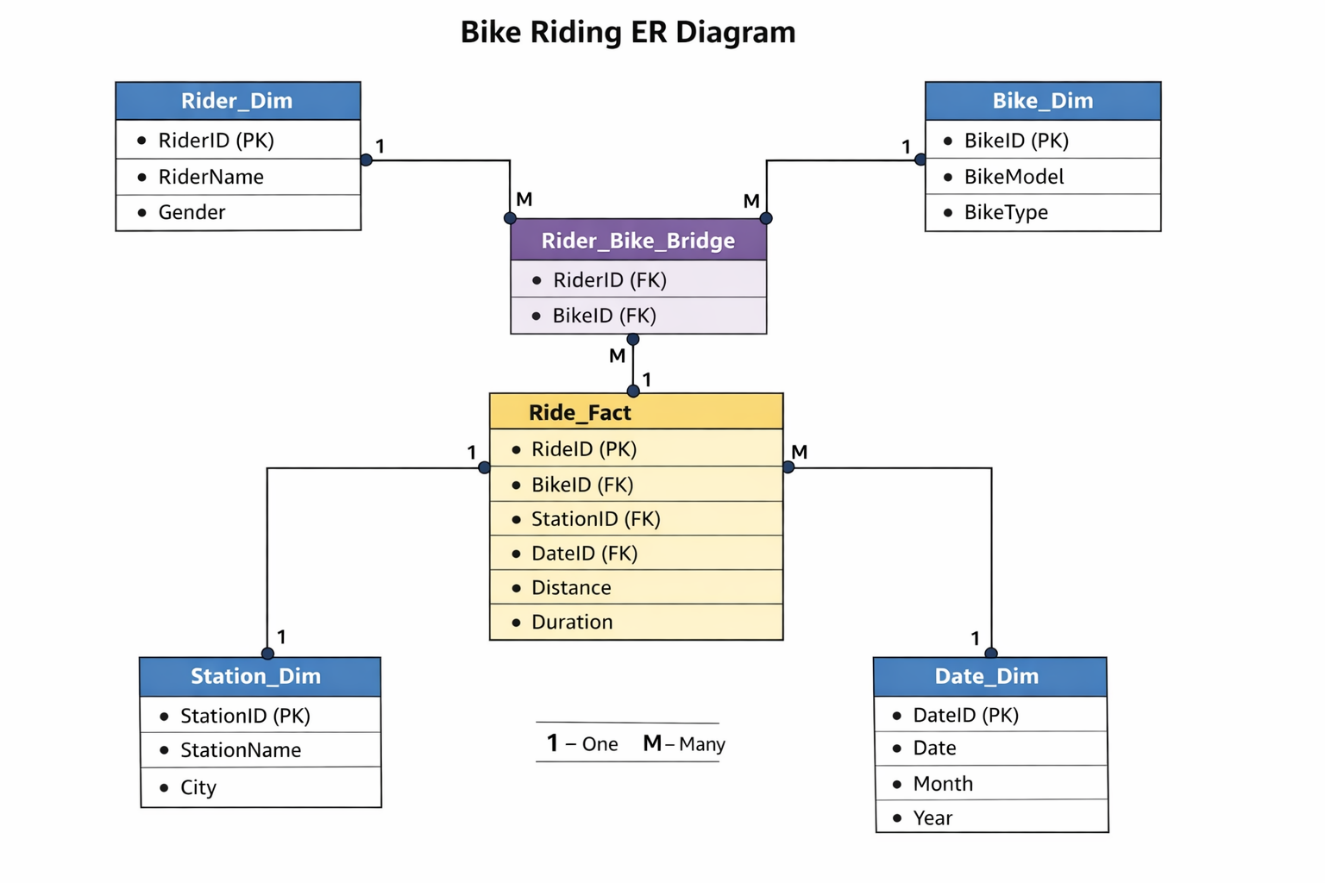 Bike Riding ER Diagram
Rider_Dim
• RiderID (PK)
• RiderName
• Gender
1
M
Bike_Dim
• BikeID (PK)
• BikeModel
• BikeType
1
M
Rider_Bike_Bridge
• RiderID (FK)
• BikeID (FK)
M
1
Ride_Fact
• RideID (PK)
• BikeID (FK)
• StationID (FK)
• DateID (FK)
• Distance
• Duration
1
M
1
1
Station_Dim
• StationID (PK)
• StationName
• City
1 – One M – Many
Date_Dim
• DateID (PK)
• Date
• Month
• Year